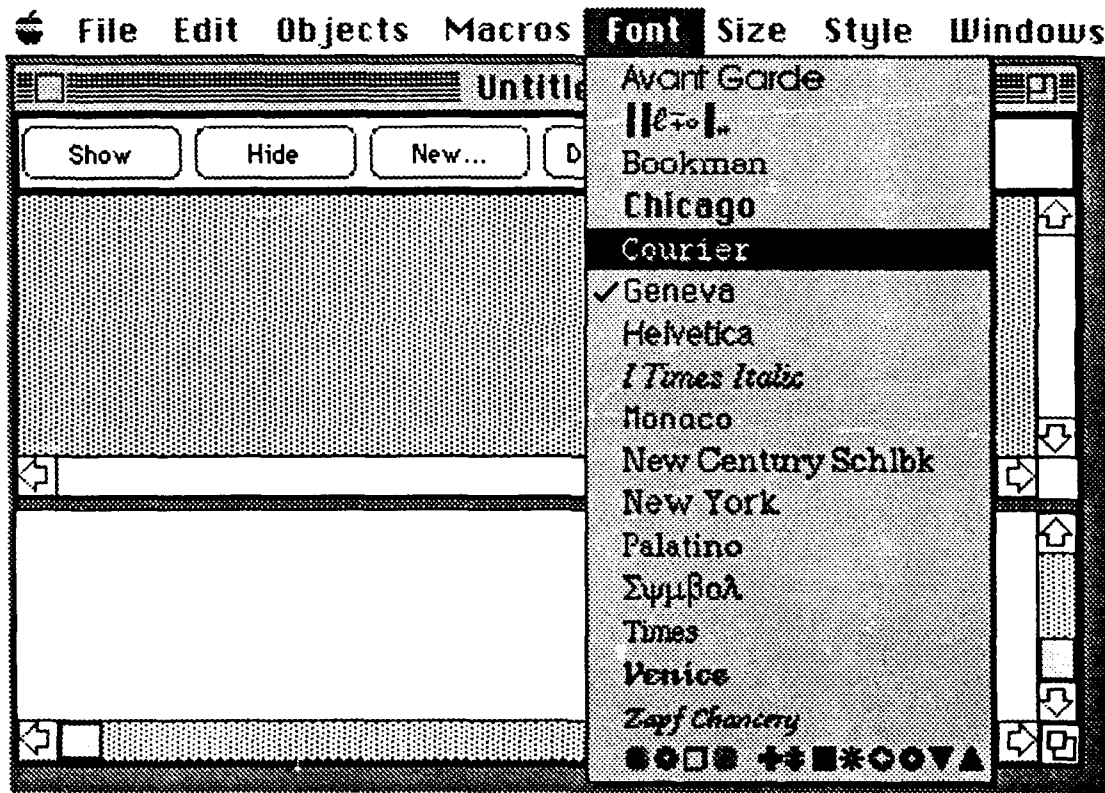 File Edit Objects Macros Font Size Style Windows
Untitle
Show Hide New... D
Avant Garde
Bookman
Chicago
Courier
✓Geneva
Helvetica
I Times Italic
Monaco
New Century Schlbk
New York
Palatino
Σψμβολ
Times
Venice
Zapf Chancery